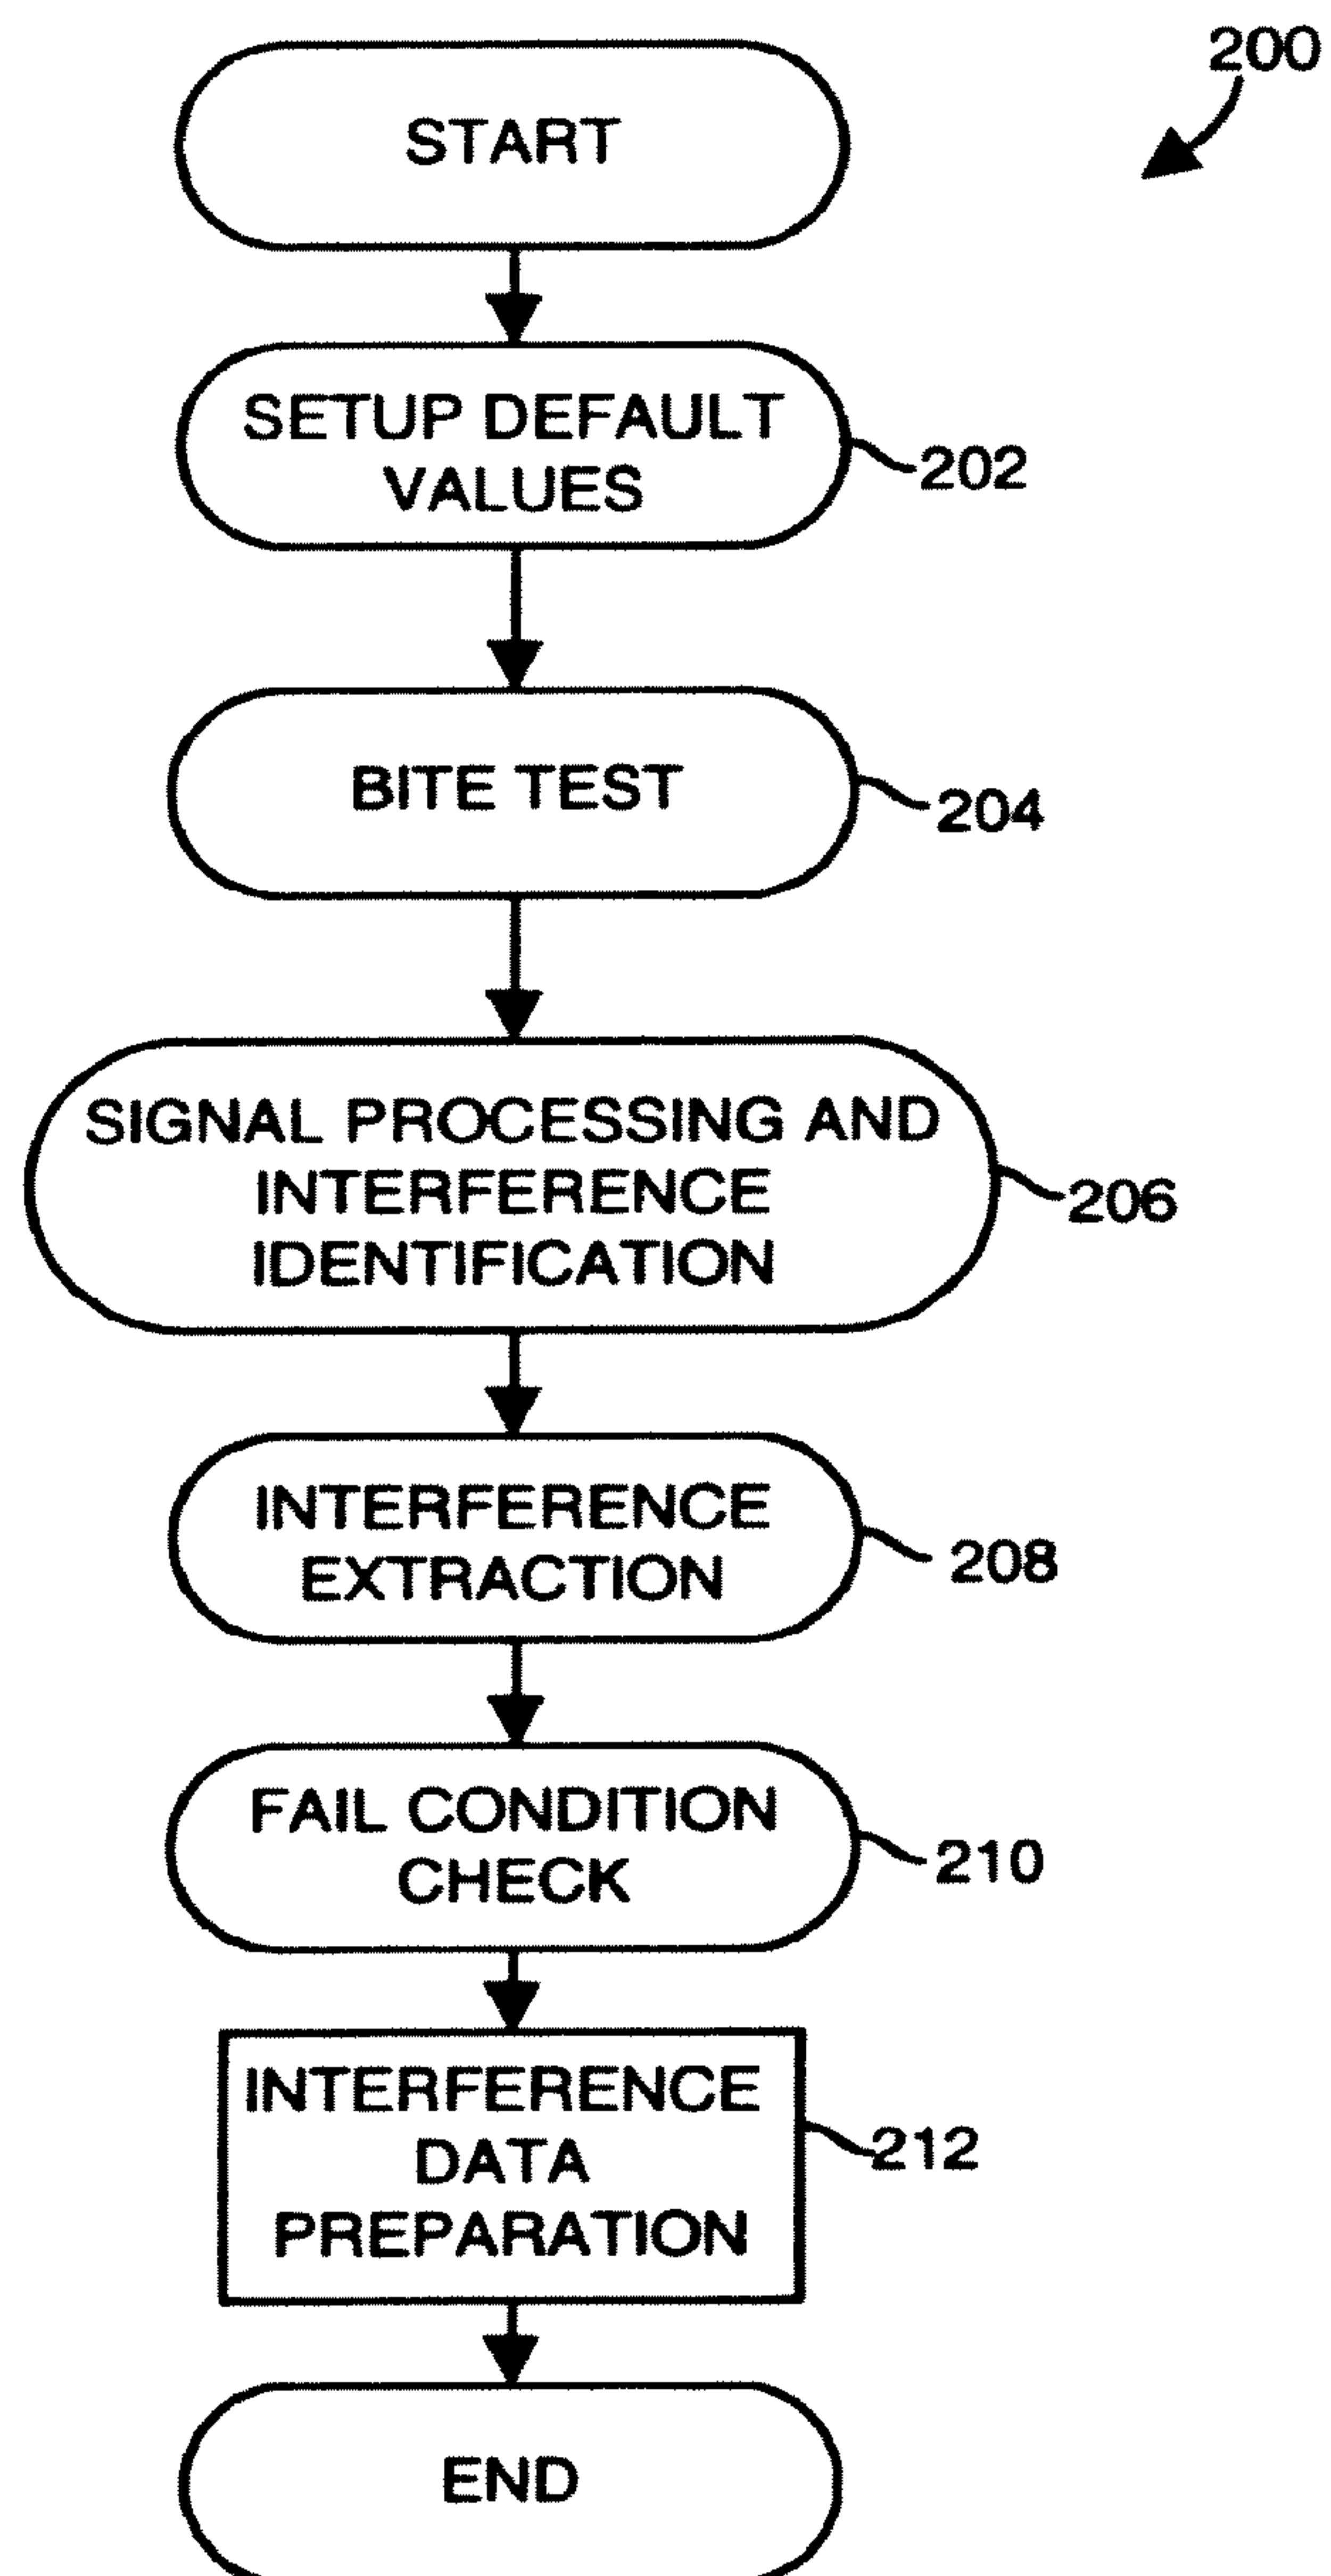 200
START
SETUP DEFAULT
VALUES
202
BITE TEST
204
SIGNAL PROCESSING AND
INTERFERENCE
IDENTIFICATION
206
INTERFERENCE
EXTRACTION
208
FAIL CONDITION
CHECK
210
INTERFERENCE
DATA
PREPARATION
212
END